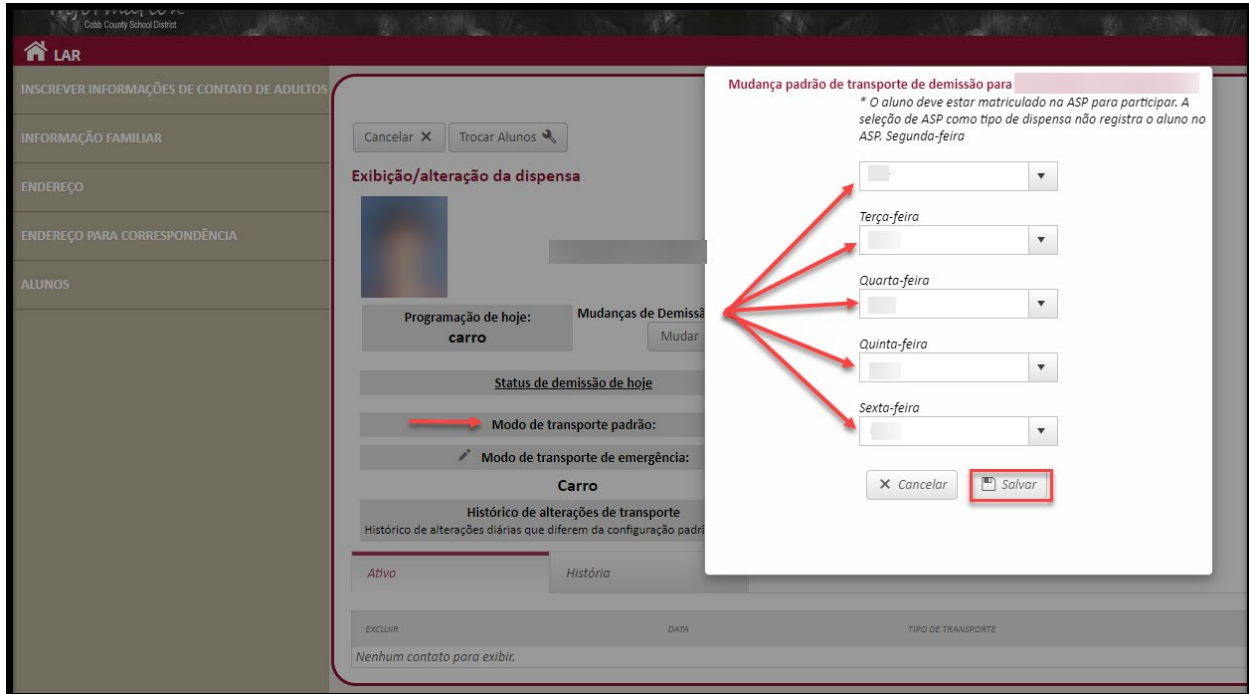 Cobb County School District
LAR
INSCREVER INFORMAÇÕES DE CONTATO DE ADULTOS
INFORMAÇÃO FAMILIAR
ENDEREÇO
ENDEREÇO PARA CORRESPONDÊNCIA
ALUNOS
Cancelar
Trocar Alunos
Exibição/alteração da dispensa
Programação de hoje:
carro
Mudanças de Demissã
Mudar
Status de demissão de hoje
Modo de transporte padrão:
Modo de transporte de emergência:
Carro
Histórico de alterações de transporte
Histórico de alterações diárias que diferem da configuração padrã
Ativo
História
EXCLUIR
DATA
TIPO DE TRANSPORTE
Nenhum contato para exibir.
Mudança padrão de transporte de demissão para
* O aluno deve estar matriculado na ASP para participar. A
seleção de ASP como tipo de dispensa não registra o aluno no
ASP. Segunda-feira
Terça-feira
Quarta-feira
Quinta-feira
Sexta-feira
Cancelar
Salvar